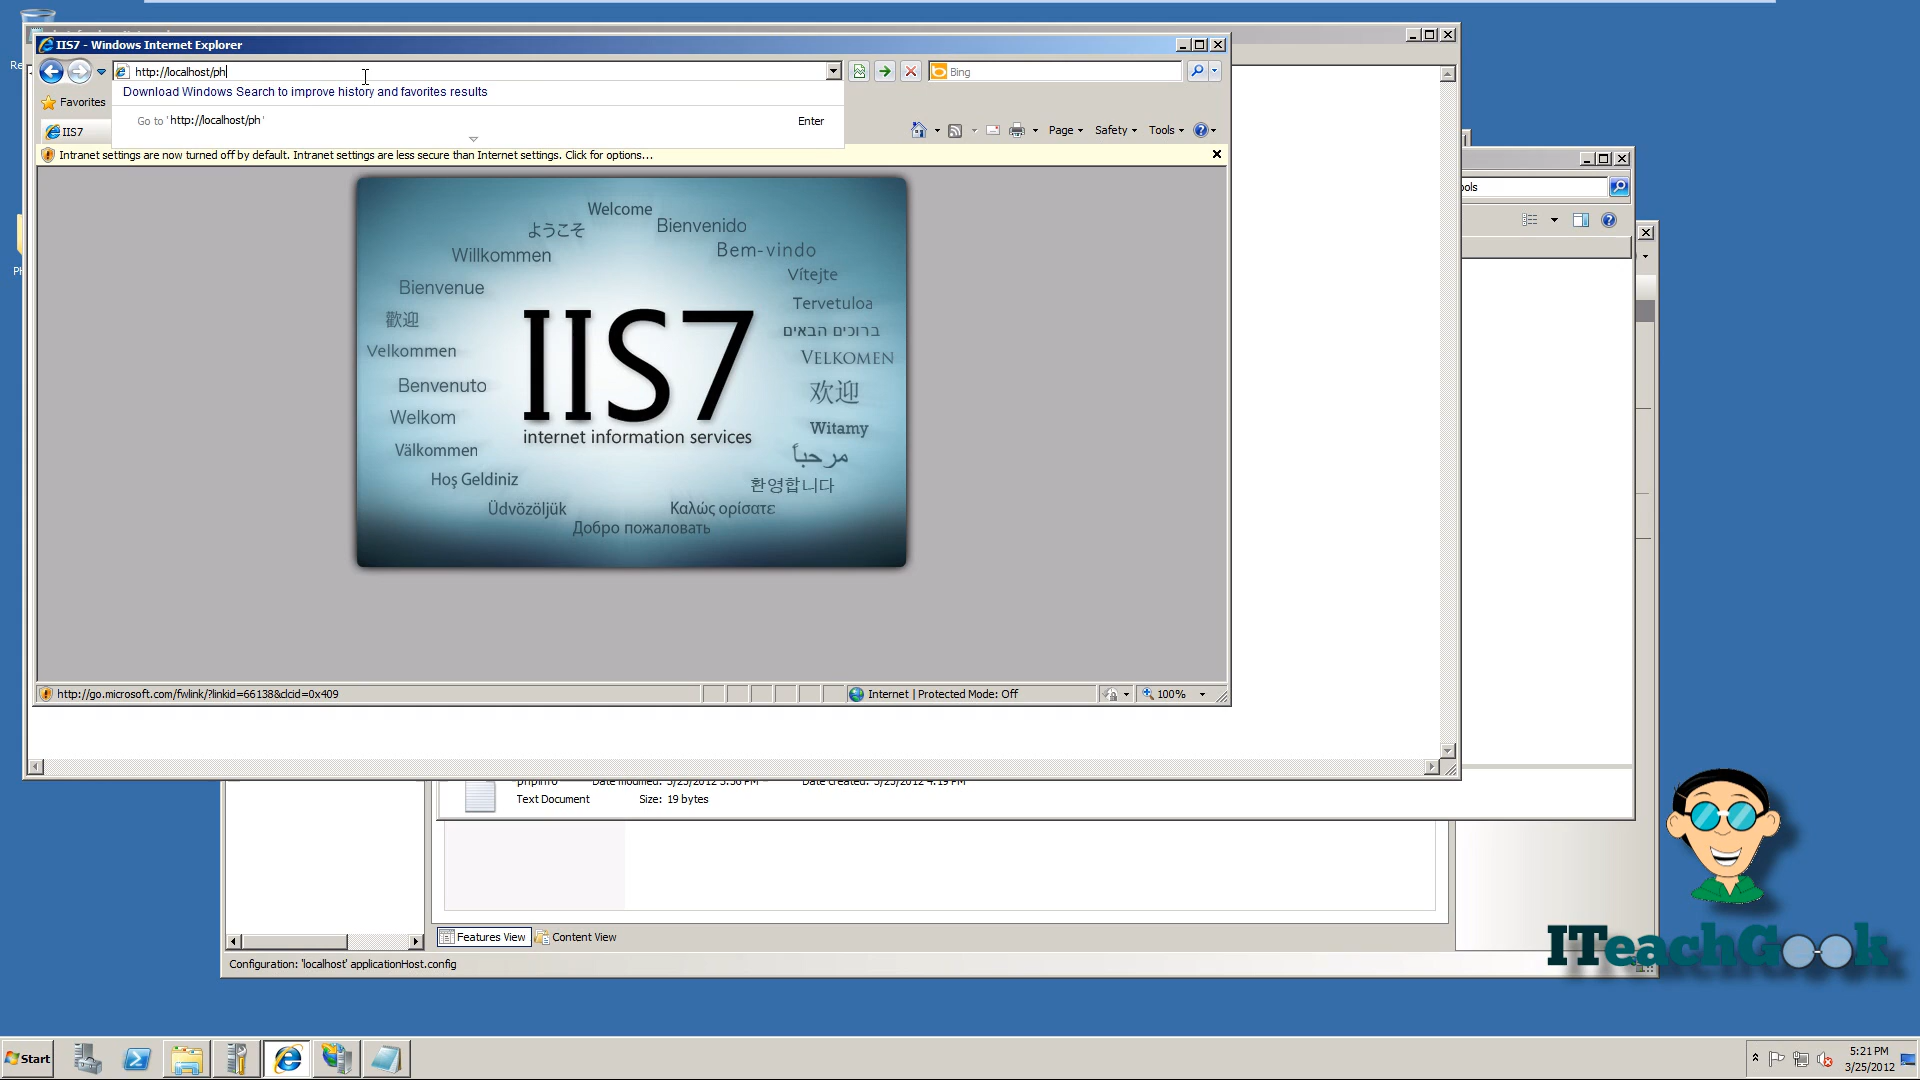 Re
IIS7 - Windows Internet Explorer
http://localhost/ph
Bing
Download Windows Search to improve history and favorites results
Favorites
Go to 'http://localhost/ph'
Enter
IIS7
Page
Safety
Tools
Intranet settings are now turned off by default. Intranet settings are less secure than Internet settings. Click for options...
ools
PH
Welcome
ようこそ
Bienvenido
Willkommen
Bem-vindo
Vítejte
Bienvenue
Tervetuloa
歡迎
ברוכים הבאים
Velkommen
VELKOMEN
IIS7
Benvenuto
欢迎
Welkom
Witamy
internet information services
Välkommen
مرحباً
Hoş Geldiniz
환영합니다
Üdvözöljük
Καλώς ορίσατε
Добро пожаловать
http://go.microsoft.com/fwlink/?linkid=66138&clcid=0x409
Internet | Protected Mode: Off
100%
Text Document
Size: 19 bytes
Features View
Content View
Configuration: 'localhost' applicationHost.config
ITeachGook
Start
5:21 PM
3/25/2012